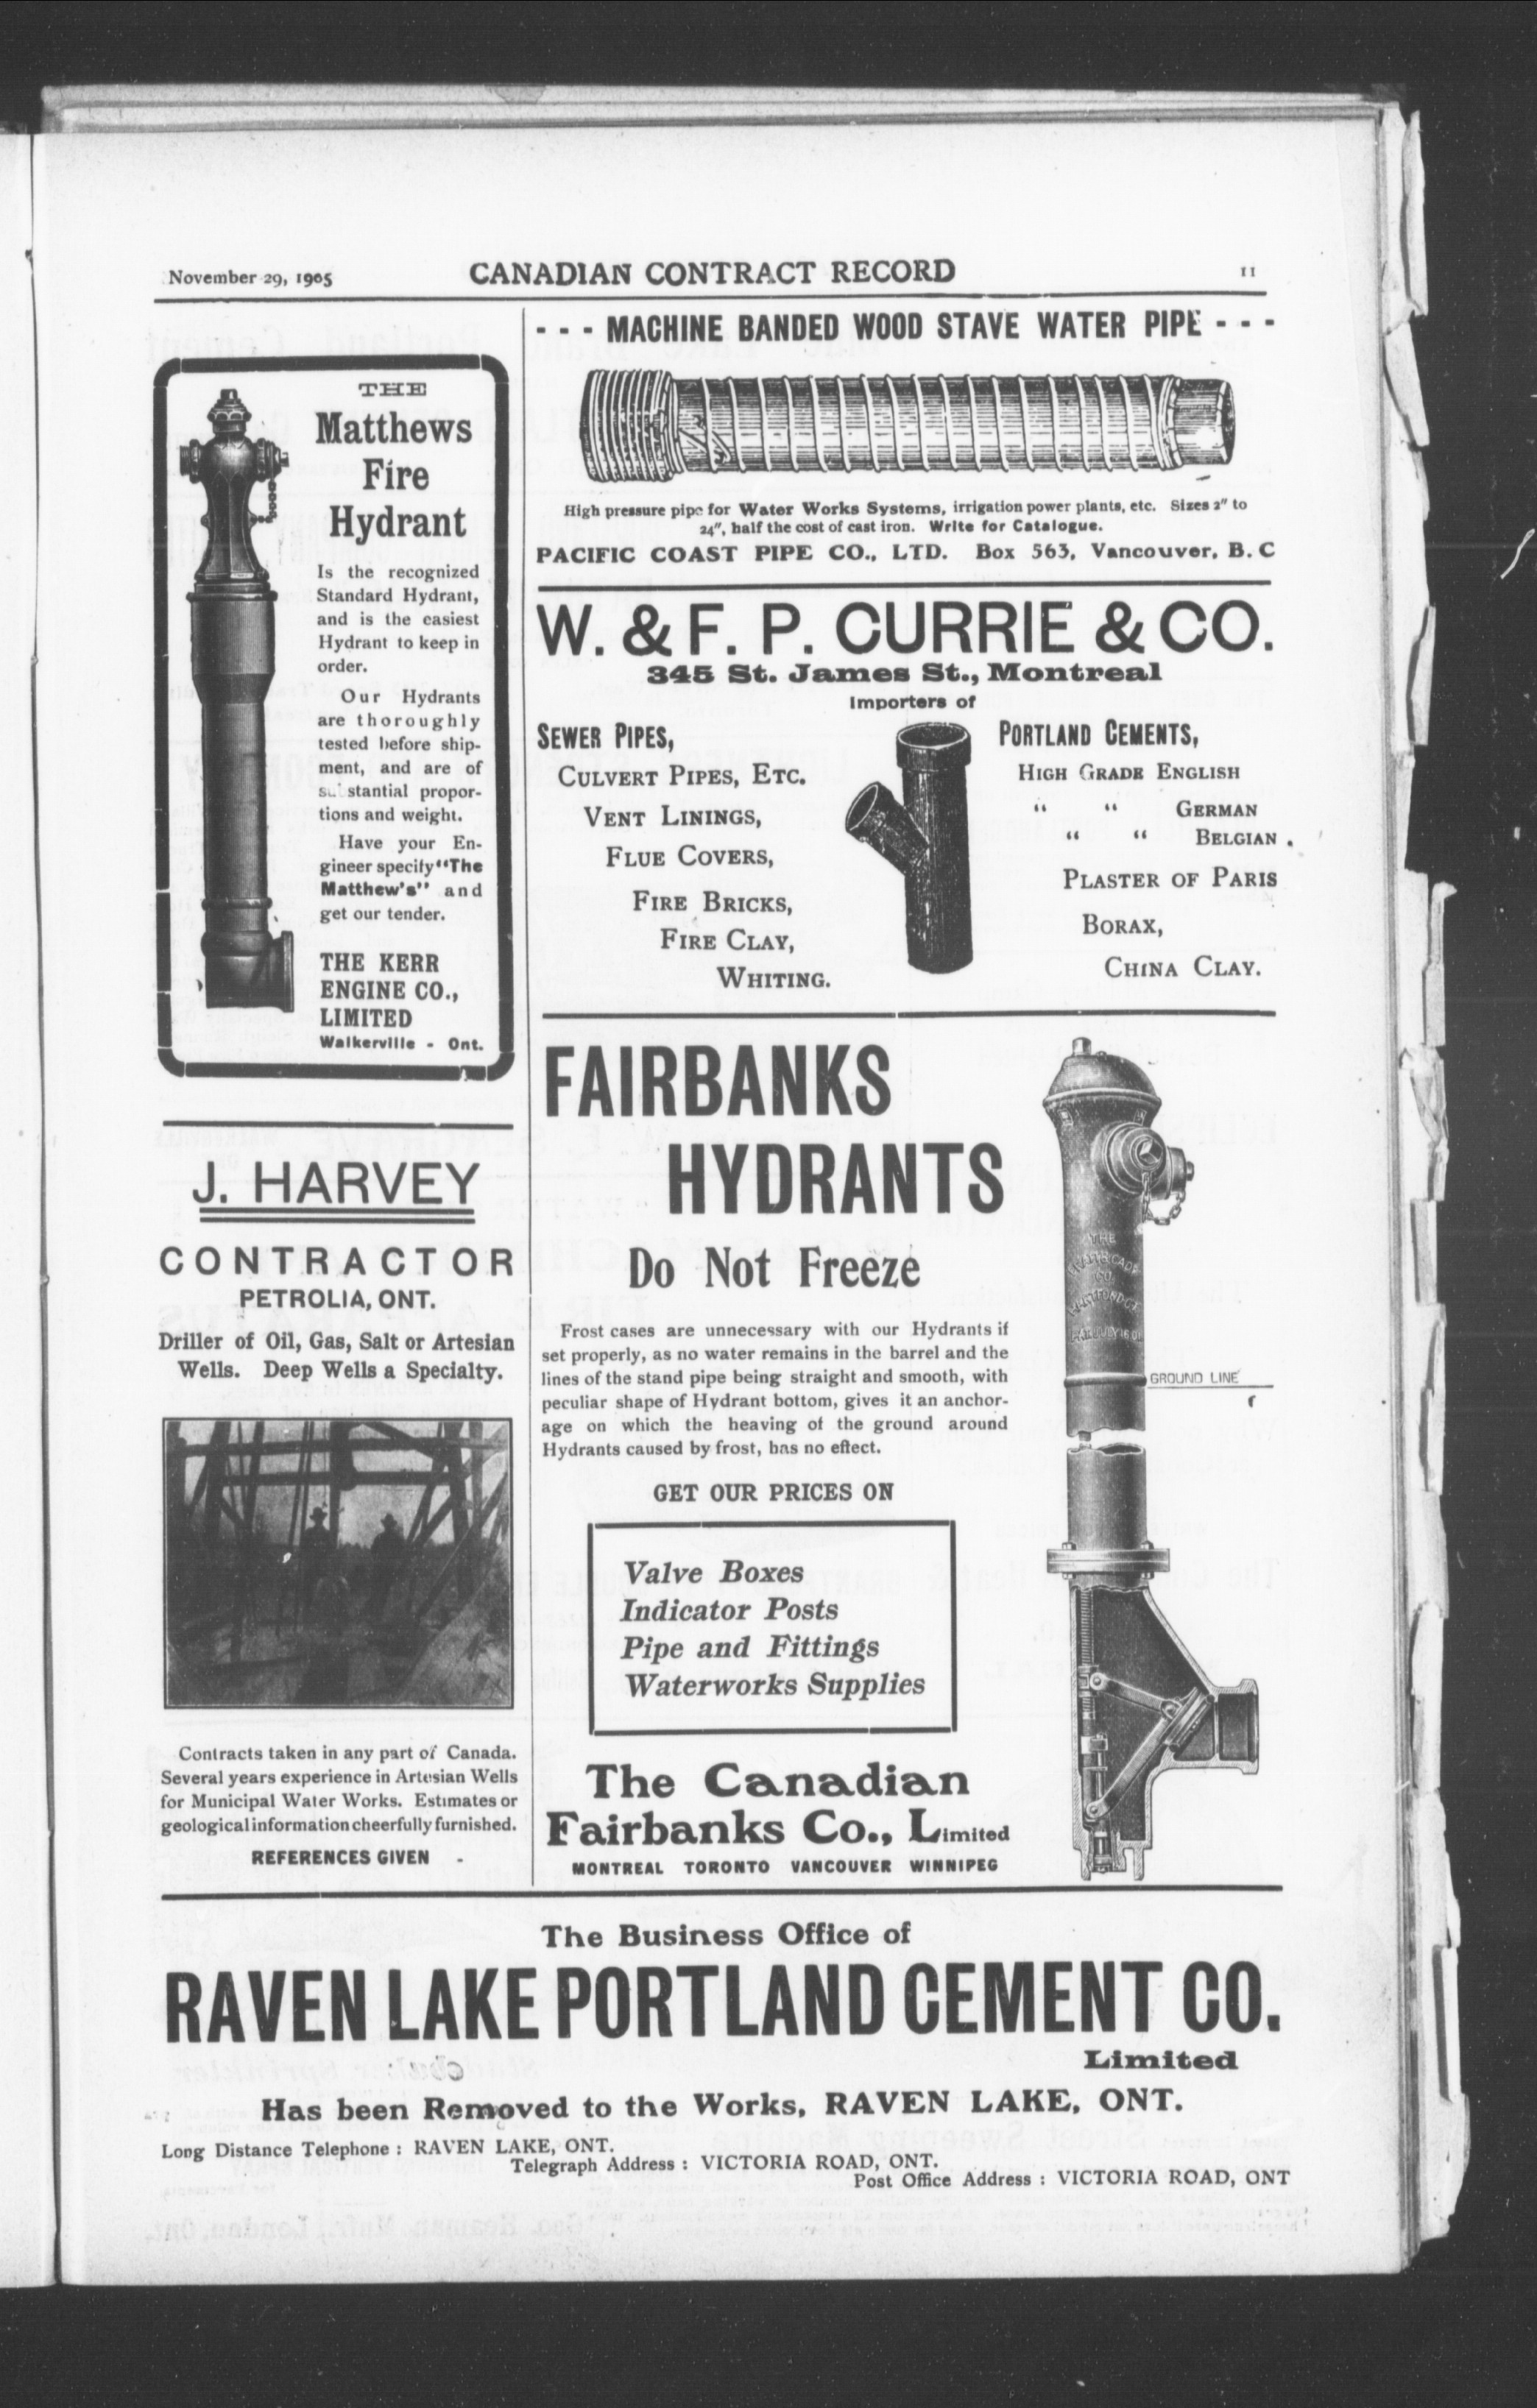 November 29, 1905 CANADIAN CONTRACT RECORD 11
THE
Matthews
Fire
Hydrant
Is the recognized
Standard Hydrant,
and is the easiest
Hydrant to keep in
order.
Our Hydrants
are thoroughly
tested before ship-
ment, and are of
substantial propor-
tions and weight.
Have your En-
gineer specify "The
Matthew's" and
get our tender.
THE KERR
ENGINE CO.,
LIMITED
Walkerville - Ont.
J. HARVEY
CONTRACTOR
PETROLIA, ONT.
Driller of Oil, Gas, Salt or Artesian
Wells. Deep Wells a Specialty.
Contracts taken in any part of Canada.
Several years experience in Artesian Wells
for Municipal Water Works. Estimates or
geological information cheerfully furnished.
REFERENCES GIVEN -
- - - MACHINE BANDED WOOD STAVE WATER PIPE - - -
High pressure pipe for Water Works Systems, irrigation power plants, etc. Sizes 2" to
24", half the cost of cast iron. Write for Catalogue.
PACIFIC COAST PIPE CO., LTD. Box 563, Vancouver, B. C
W. & F. P. CURRIE & CO.
345 St. James St., Montreal
Importers of
SEWER PIPES,
CULVERT PIPES, ETC.
VENT LININGS,
FLUE COVERS,
FIRE BRICKS,
FIRE CLAY,
WHITING.
PORTLAND CEMENTS,
HIGH GRADE ENGLISH
" " GERMAN
" " BELGIAN .
PLASTER OF PARIS
BORAX,
CHINA CLAY.
FAIRBANKS
HYDRANTS
Do Not Freeze
Frost cases are unnecessary with our Hydrants if
set properly, as no water remains in the barrel and the
lines of the stand pipe being straight and smooth, with
peculiar shape of Hydrant bottom, gives it an anchor-
age on which the heaving of the ground around
Hydrants caused by frost, has no effect.
GET OUR PRICES ON
Valve Boxes
Indicator Posts
Pipe and Fittings
Waterworks Supplies
The Canadian
Fairbanks Co., Limited
MONTREAL TORONTO VANCOUVER WINNIPEG
THE
CO
GROUND LINE
The Business Office of
RAVEN LAKE PORTLAND CEMENT CO.
Limited
Has been Removed to the Works, RAVEN LAKE, ONT.
Long Distance Telephone : RAVEN LAKE, ONT.
Telegraph Address : VICTORIA ROAD, ONT.
Post Office Address : VICTORIA ROAD, ONT